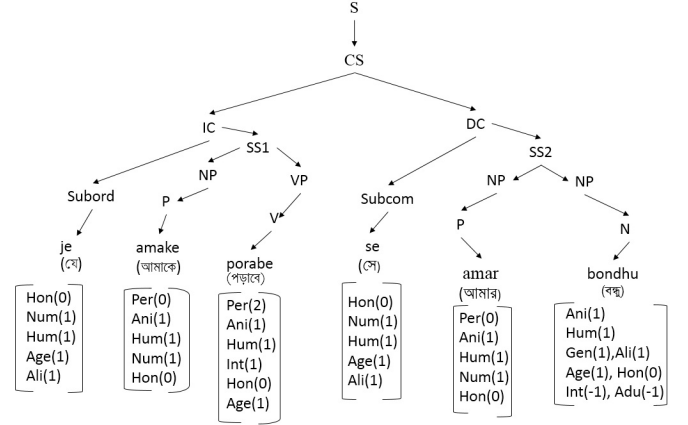 S
CS
IC
DC
SS1
SS2
NP
VP
NP
NP
Subord
P
Subcom
V
P
N
je
(যে)
amake
(আমাকে)
porabe
(পড়াবে)
se
(সে)
amar
(আমার)
bondhu
(বন্ধু)
Hon(0)
Num(1)
Hum(1)
Age(1)
Ali(1)
Per(0)
Ani(1)
Hum(1)
Num(1)
Hon(0)
Per(2)
Ani(1)
Hum(1)
Int(1)
Hon(0)
Age(1)
Hon(0)
Num(1)
Hum(1)
Age(1)
Ali(1)
Per(0)
Ani(1)
Hum(1)
Num(1)
Hon(0)
Ani(1)
Hum(1)
Gen(1),Ali(1)
Age(1), Hon(0)
Int(-1), Adu(-1)